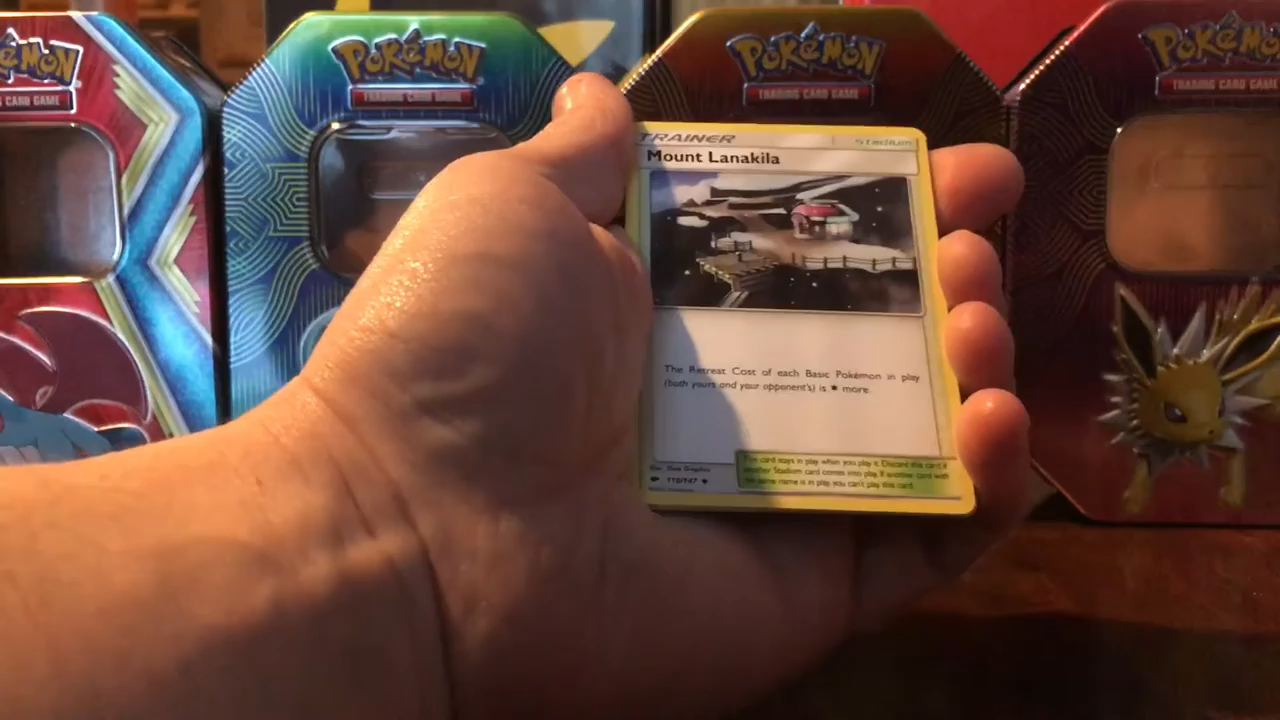 POKÉMON
CARD GAME
POKÉMON
TRADING CARD GAME
POKÉMON
TRADING CARD GAME
POKÉMON
TRADING CARD GAME
TRAINER
Stadium
Mount Lanakila
The Retreat Cost of each Basic Pokémon in play
(both yours and your opponent's) is * more.
This card stays in play when you play it. Discard this card if
another Stadium card comes into play. If another card with
the same name is in play, you can't play this card.
118/147